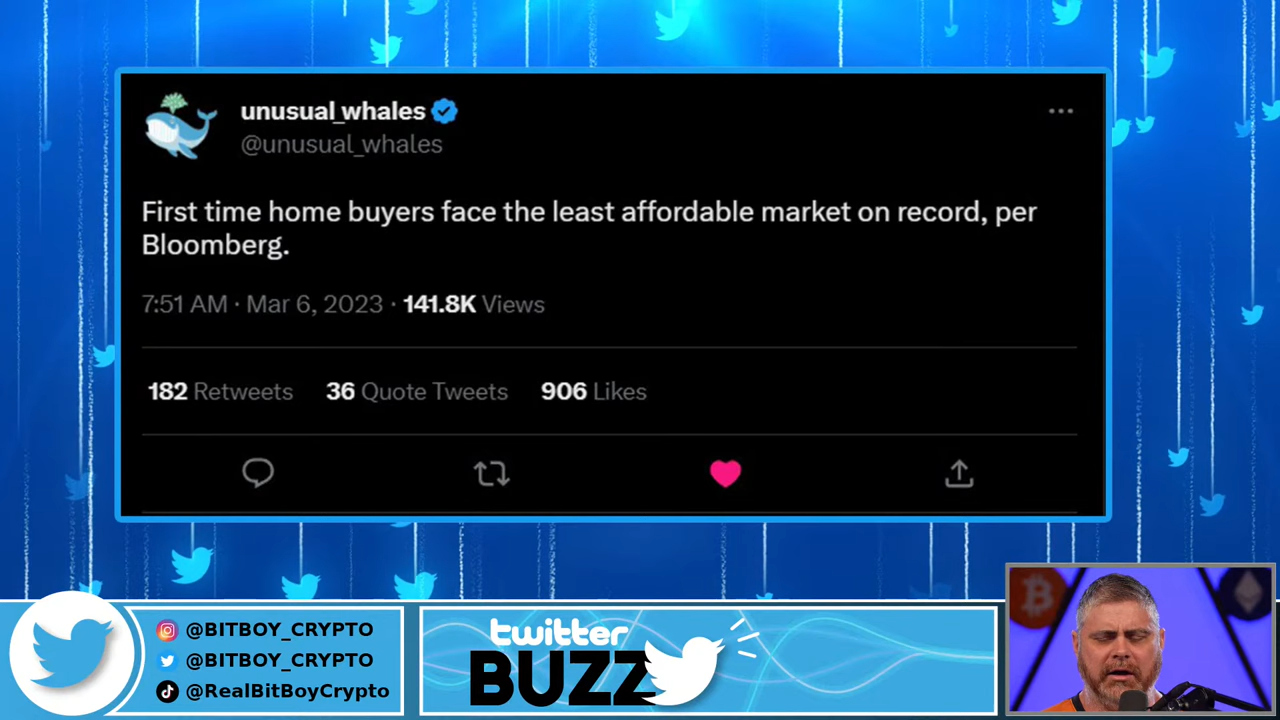 unusual_whales
@unusual_whales
First time home buyers face the least affordable market on record, per
Bloomberg.
7:51 AM · Mar 6, 2023 · 141.8K Views
182 Retweets 36 Quote Tweets 906 Likes
@BITBOY_CRYPTO
@BITBOY_CRYPTO
@RealBitBoyCrypto
twitter
BUZZ